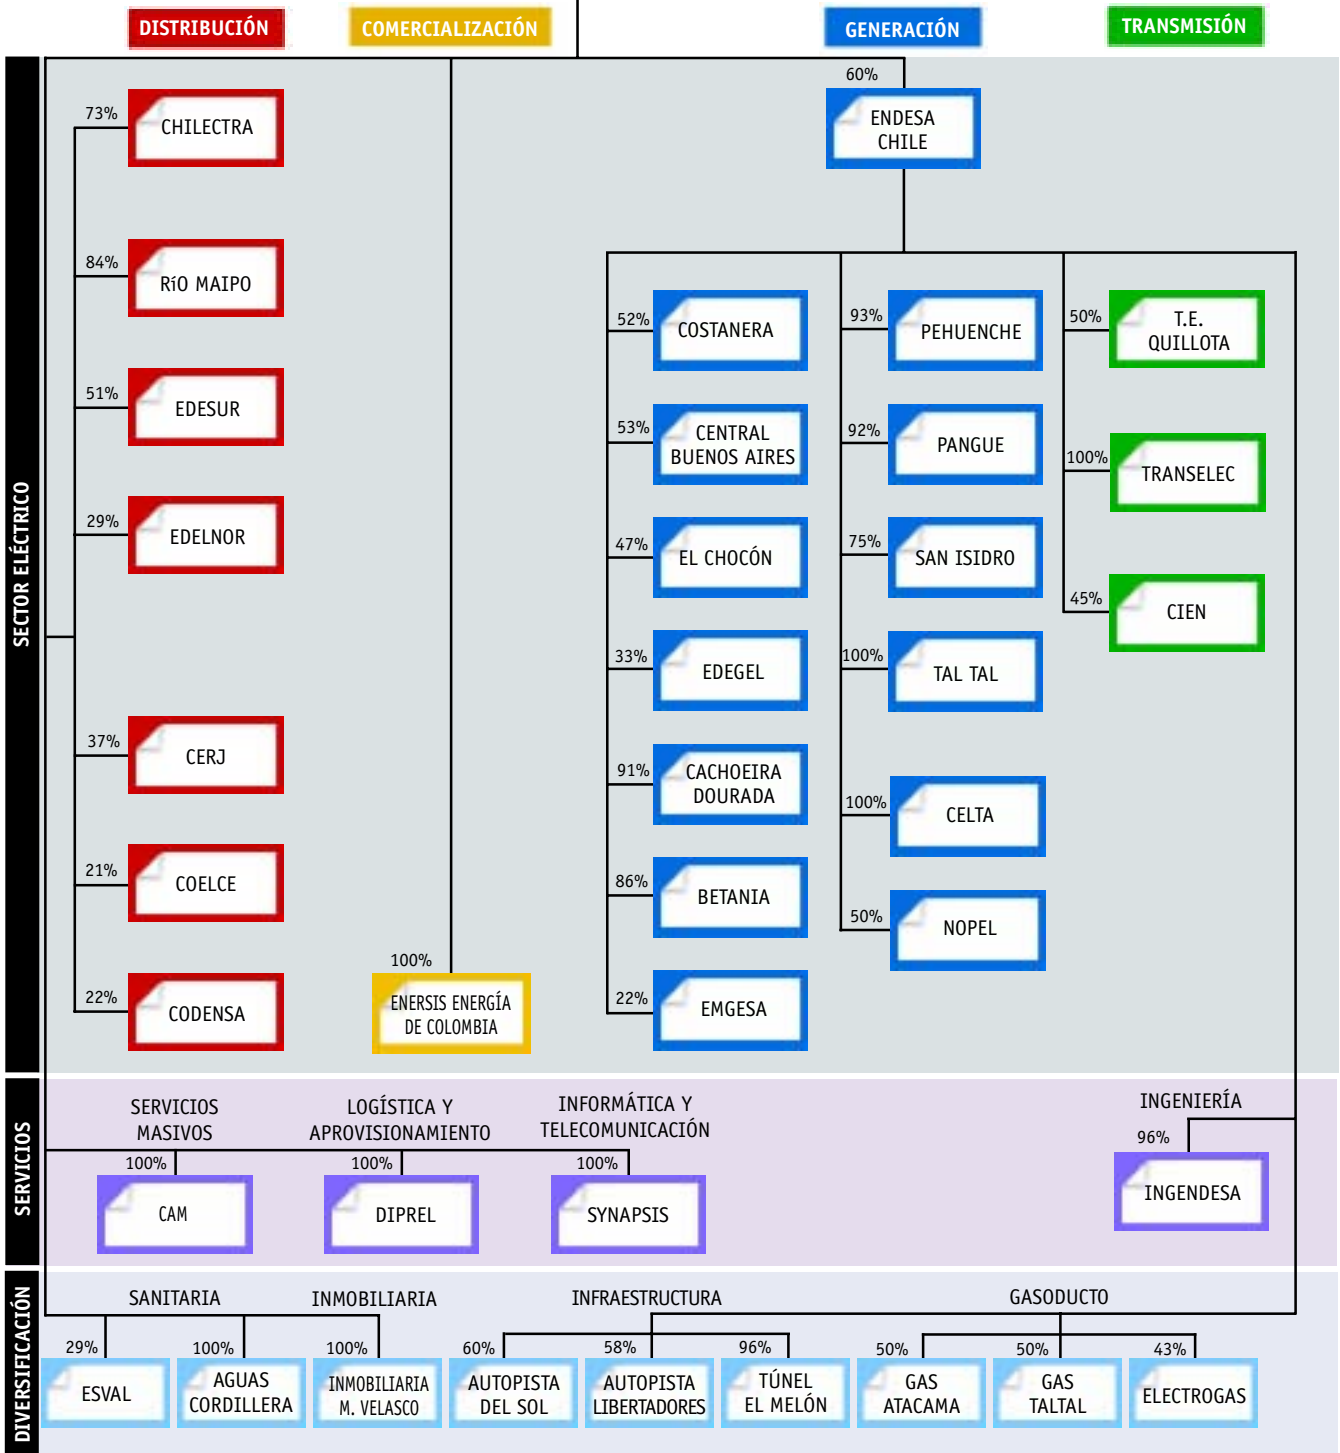 DISTRIBUCIÓN
COMERCIALIZACIÓN
GENERACIÓN
TRANSMISIÓN
SECTOR ELÉCTRICO
73%
CHILECTRA
84%
Río MAIPO
51%
EDESUR
29%
EDELNOR
37%
CERJ
21%
COELCE
22%
CODENSA
100%
ENERSIS ENERGÍA
DE COLOMBIA
60%
ENDESA
CHILE
52%
COSTANERA
53%
CENTRAL
BUENOS AIRES
47%
EL CHOCÓN
33%
EDEGEL
91%
CACHOEIRA
DOURADA
86%
BETANIA
22%
EMGESA
93%
PEHUENCHE
92%
PANGUE
75%
SAN ISIDRO
100%
TAL TAL
100%
CELTA
50%
NOPEL
50%
T.E.
QUILLOTA
100%
TRANSELEC
45%
CIEN
SERVICIOS
SERVICIOS
MASIVOS
100%
CAM
LOGÍSTICA Y
APROVISIONAMIENTO
100%
DIPREL
INFORMÁTICA Y
TELECOMUNICACIÓN
100%
SYNAPSIS
INGENIERÍA
96%
INGENDESA
DIVERSIFICACIÓN
SANITARIA
29%
ESVAL
100%
AGUAS
CORDILLERA
INMOBILIARIA
100%
INMOBILIARIA
M. VELASCO
INFRAESTRUCTURA
60%
AUTOPISTA
DEL SOL
58%
AUTOPISTA
LIBERTADORES
96%
TÚNEL
EL MELÓN
GASODUCTO
50%
GAS
ATACAMA
50%
GAS
TALTAL
43%
ELECTROGAS